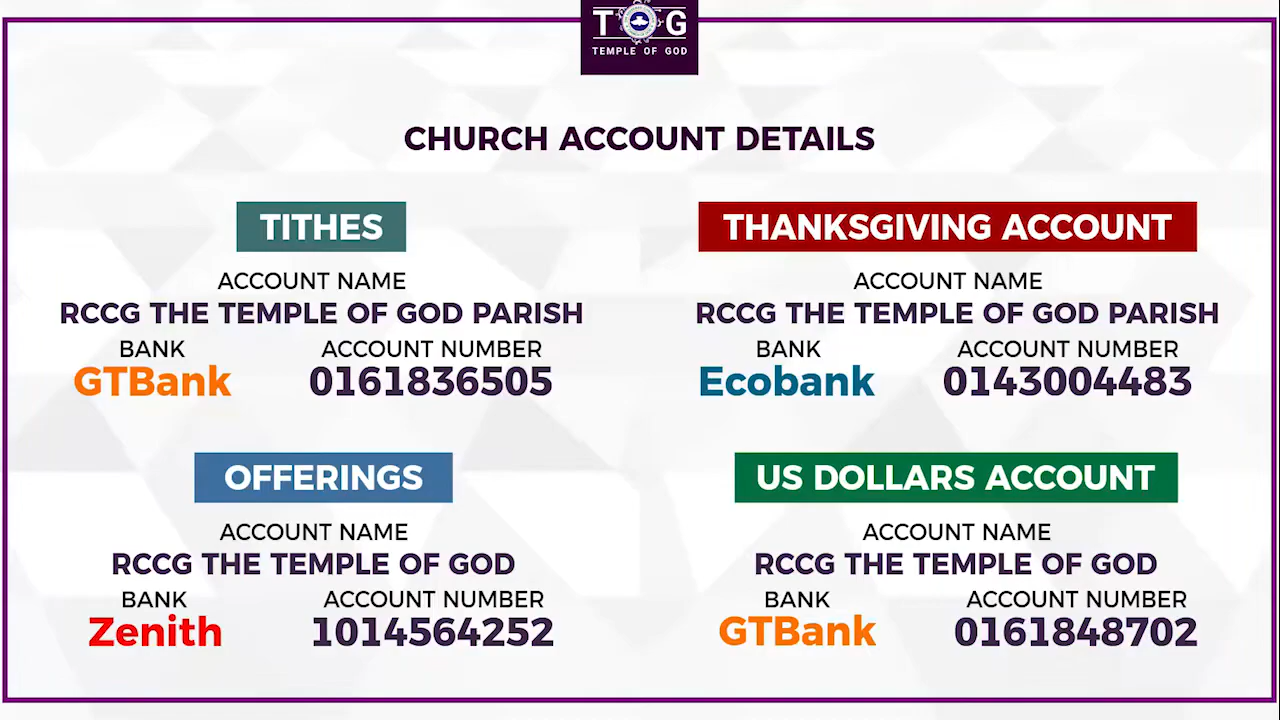 TOG
TEMPLE OF GOD
CHURCH ACCOUNT DETAILS
TITHES
ACCOUNT NAME
RCCG THE TEMPLE OF GOD PARISH
BANK ACCOUNT NUMBER
GTBank 0161836505
THANKSGIVING ACCOUNT
ACCOUNT NAME
RCCG THE TEMPLE OF GOD PARISH
BANK ACCOUNT NUMBER
Ecobank 0143004483
OFFERINGS
ACCOUNT NAME
RCCG THE TEMPLE OF GOD
BANK ACCOUNT NUMBER
Zenith 1014564252
US DOLLARS ACCOUNT
ACCOUNT NAME
RCCG THE TEMPLE OF GOD
BANK ACCOUNT NUMBER
GTBank 0161848702